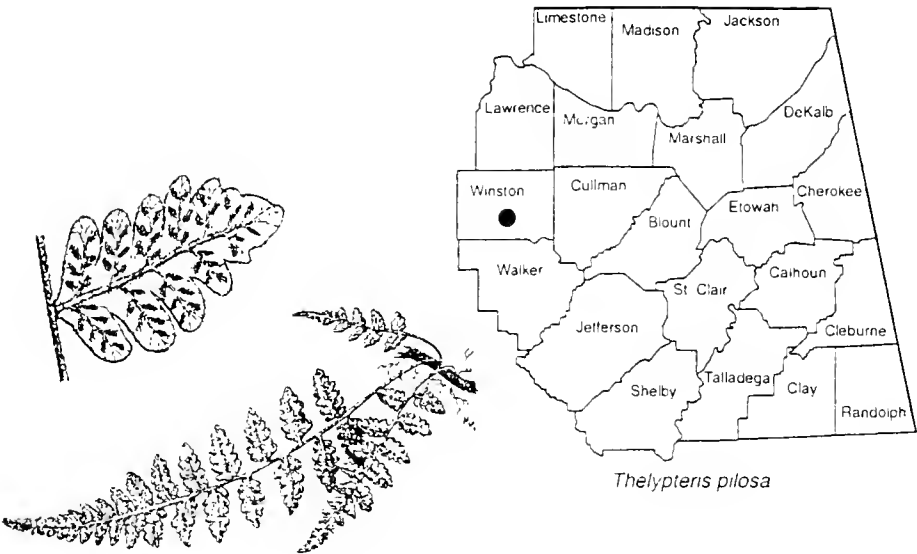 Limestone
Madison
Jackson
Lawrence
Morgan
Marshall
DeKalb
Winston
Cullman
Blount
Etowah
Cherokee
Walker
St Clair
Calhoun
Jefferson
Cleburne
Shelby
Talladega
Clay
Randolph
Thelypteris pilosa